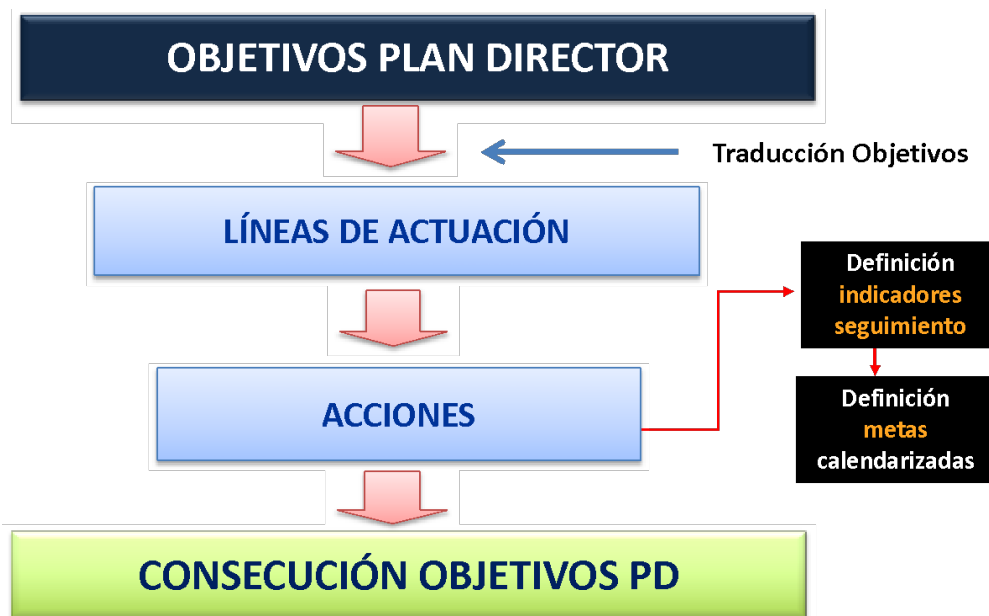 OBJETIVOS PLAN DIRECTOR
Traducción Objetivos
LÍNEAS DE ACTUACIÓN
Definición
indicadores
seguimiento
ACCIONES
Definición
metas
calendarizadas
CONSECUCIÓN OBJETIVOS PD